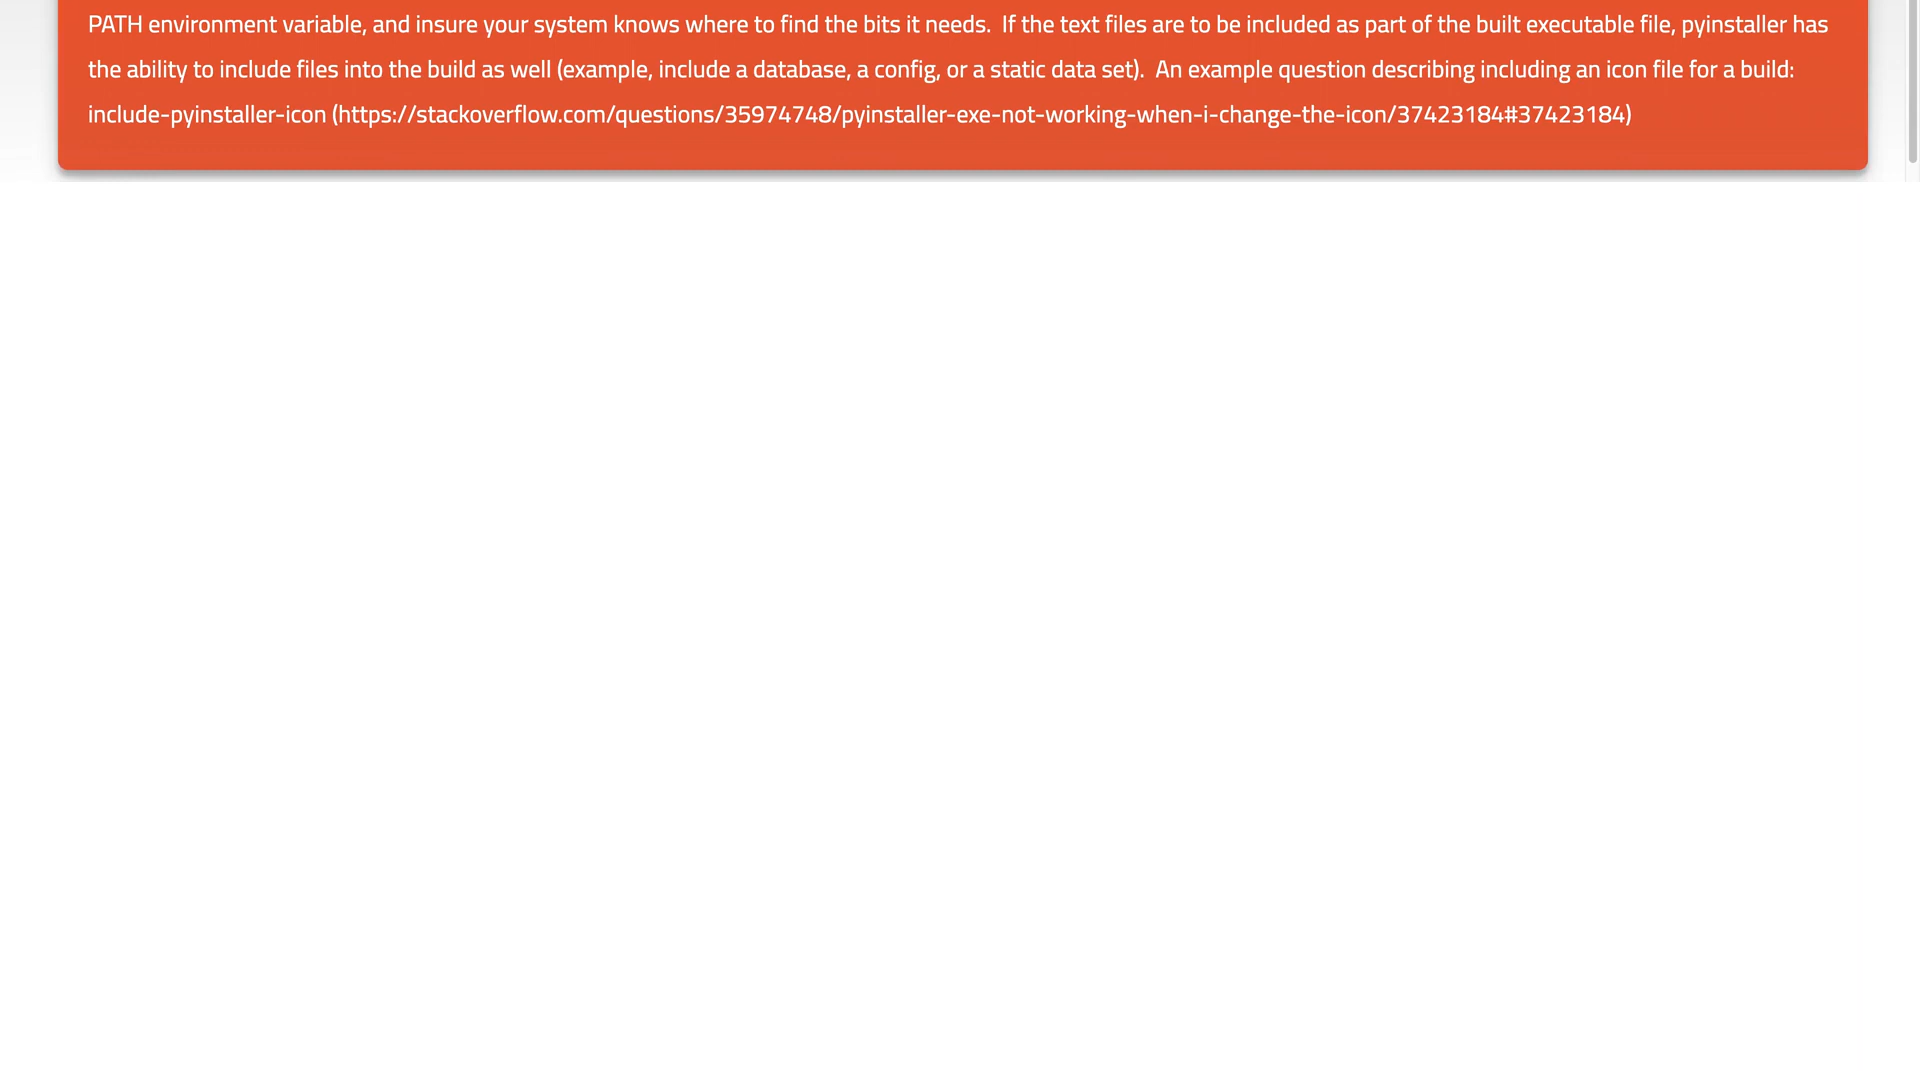 PATH environment variable, and insure your system knows where to find the bits it needs.  If the text files are to be included as part of the built executable file, pyinstaller has
the ability to include files into the build as well (example, include a database, a config, or a static data set).  An example question describing including an icon file for a build:
include-pyinstaller-icon (https://stackoverflow.com/questions/35974748/pyinstaller-exe-not-working-when-i-change-the-icon/37423184#37423184)